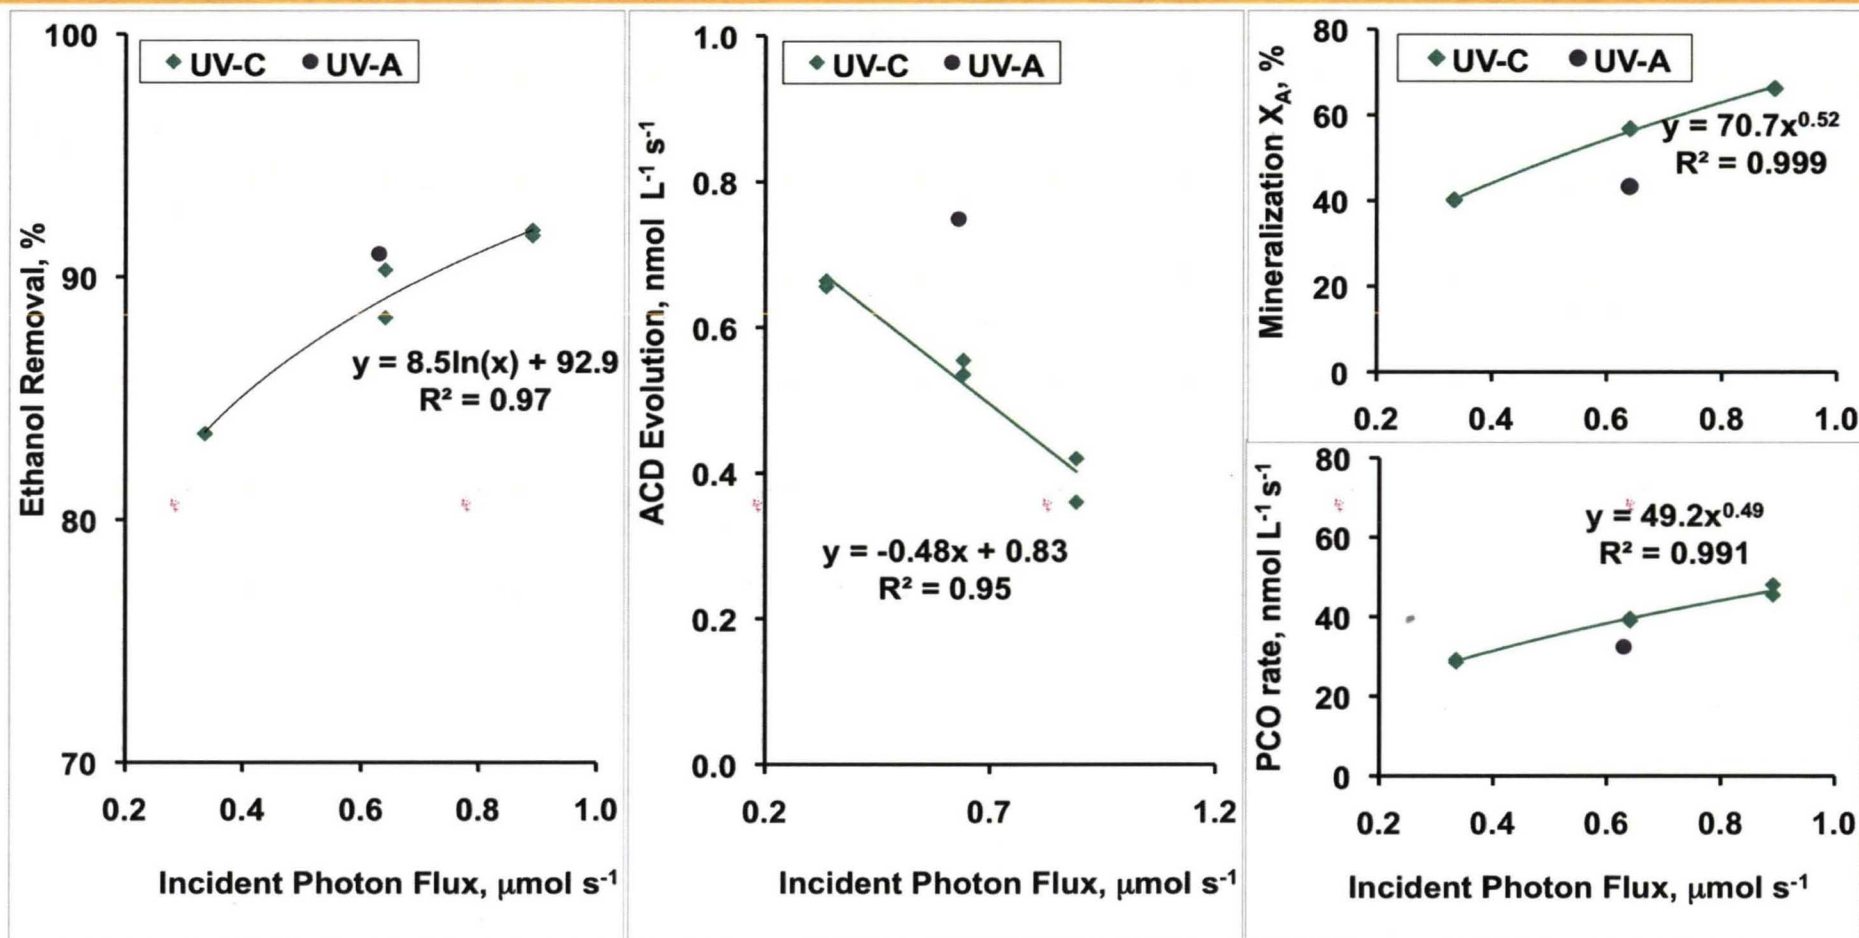 100
90
80
70
0.2 0.4 0.6 0.8 1.0
Ethanol Removal, %
UV-C UV-A
y = 8.5ln(x) + 92.9
R² = 0.97
Incident Photon Flux, μmol s⁻¹
1.0
0.8
0.6
0.4
0.2
0.0
0.2 0.7 1.2
ACD Evolution, nmol L⁻¹ s⁻¹
UV-C UV-A
y = -0.48x + 0.83
R² = 0.95
Incident Photon Flux, μmol s⁻¹
80
60
40
20
0
0.2 0.4 0.6 0.8 1.0
Mineralization X_A, %
UV-C UV-A
y = 70.7x⁰·⁵²
R² = 0.999
80
60
40
20
0
0.2 0.4 0.6 0.8 1.0
PCO rate, nmol L⁻¹ s⁻¹
y = 49.2x⁰·⁴⁹
R² = 0.991
Incident Photon Flux, μmol s⁻¹